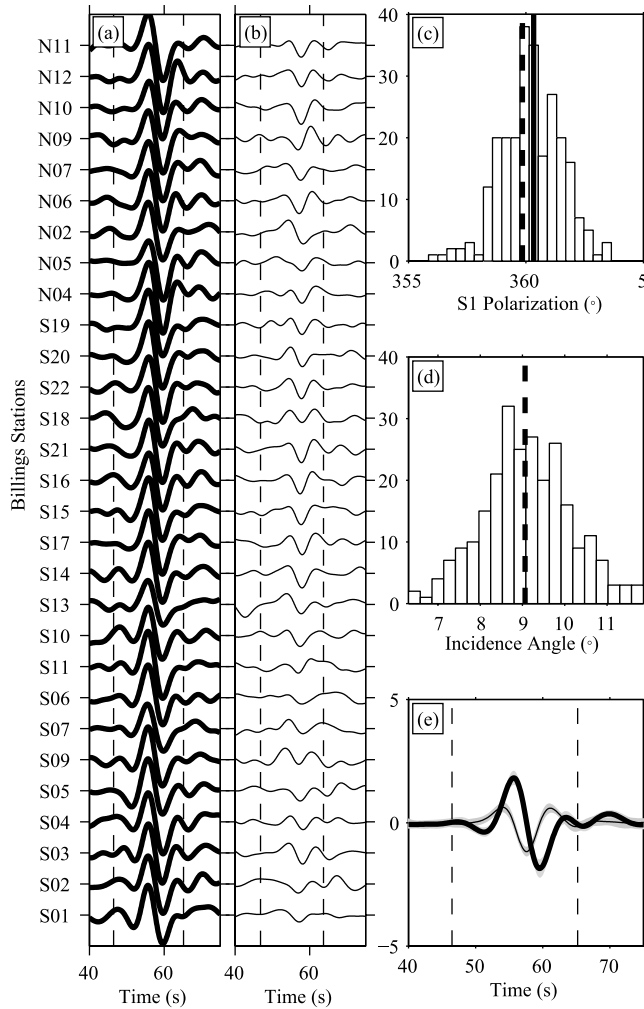 (a)
(b)
N11
N12
N10
N09
N07
N06
N02
N05
N04
S19
S20
S22
S18
S21
S16
S15
S17
S14
S13
S10
S11
S06
S07
S09
S05
S04
S03
S02
S01
Billings Stations
40 60
Time (s)
40 60
Time (s)
(c)
40
30
20
10
0
355 360 5
S1 Polarization (°)
(d)
40
30
20
10
0
7 8 9 10 11
Incidence Angle (°)
(e)
5
0
−5
40 50 60 70
Time (s)